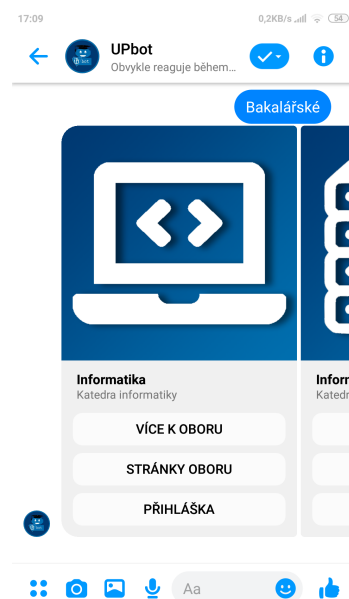 17:09
0,2KB/s
54
UPbot
Obvykle reaguje během...
Bakalářské
Informatika
Katedra informatiky
VÍCE K OBORU
STRÁNKY OBORU
PŘIHLÁŠKA
Inforr
Katedr
Aa